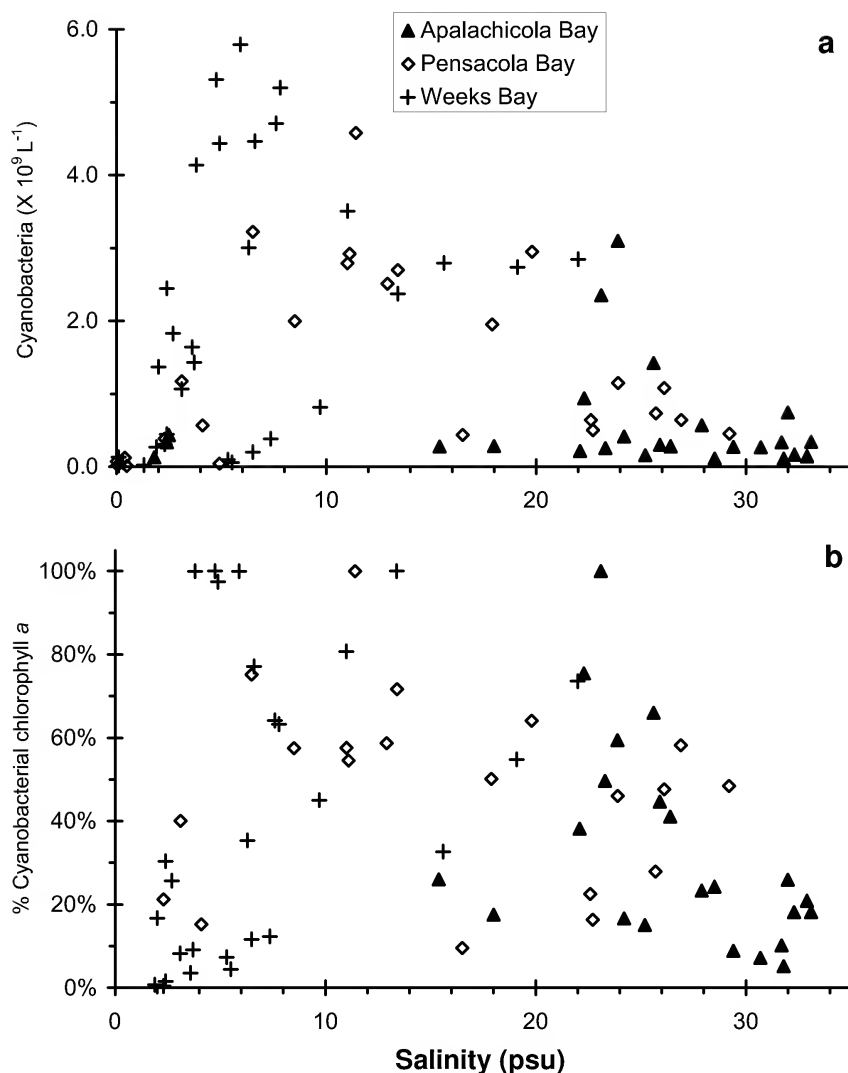 Apalachicola Bay
Pensacola Bay
Weeks Bay
a
Cyanobacteria (X 10⁹ L⁻¹)
6.0
4.0
2.0
0.0
0 10 20 30
b
% Cyanobacterial chlorophyll a
100%
80%
60%
40%
20%
0%
0 10 20 30
Salinity (psu)